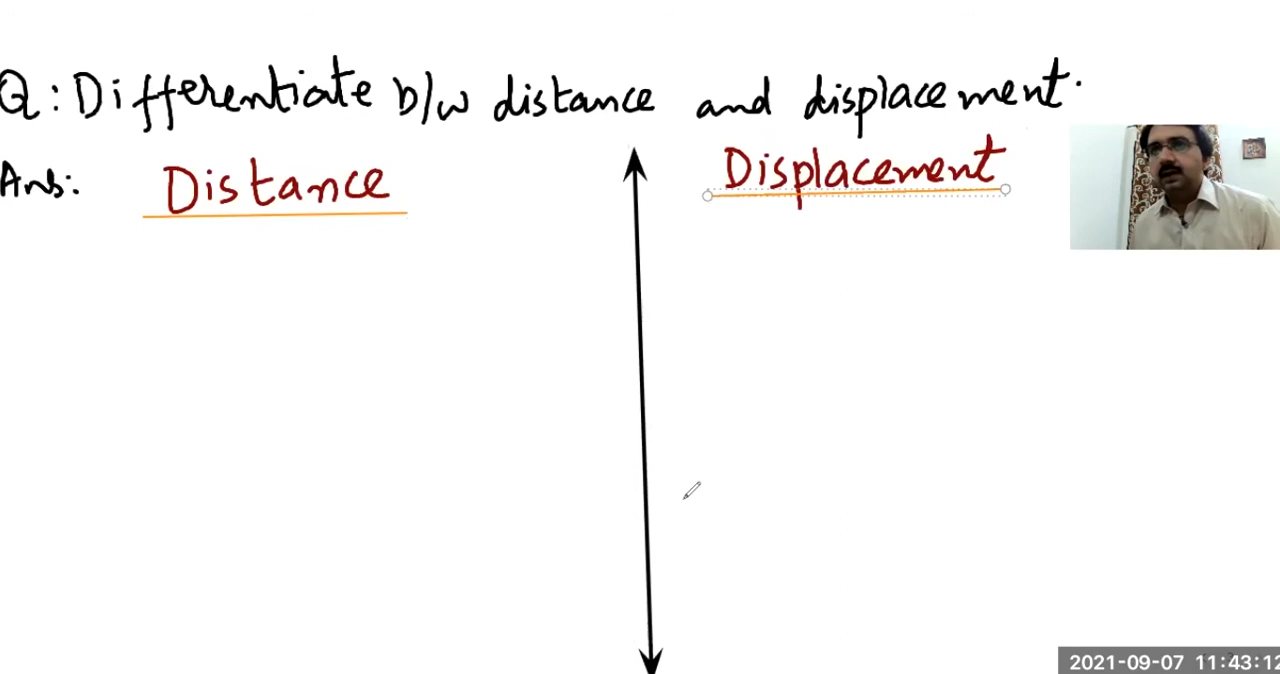 Q: Differentiate b/w distance and displacement.
Ans: Distance Displacement
2021-09-07 11:43:12